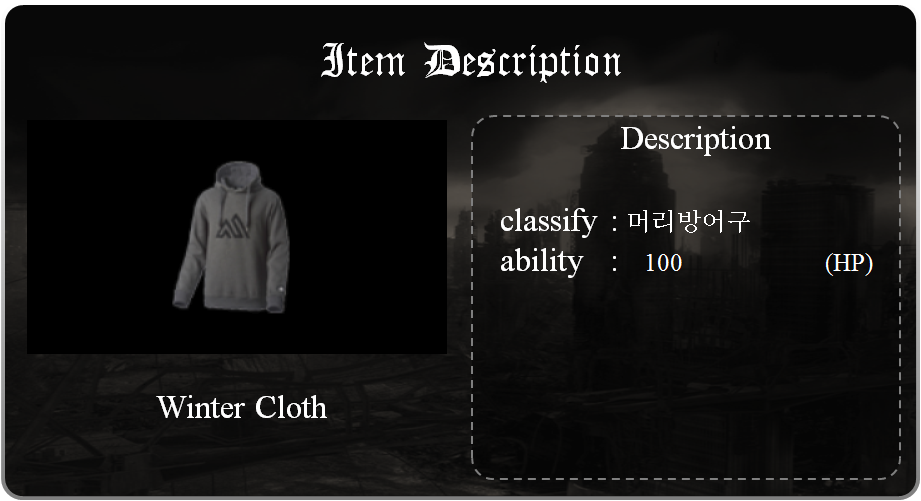 Item Description
Description
classify : 머리방어구
ability : 100 (HP)
Winter Cloth